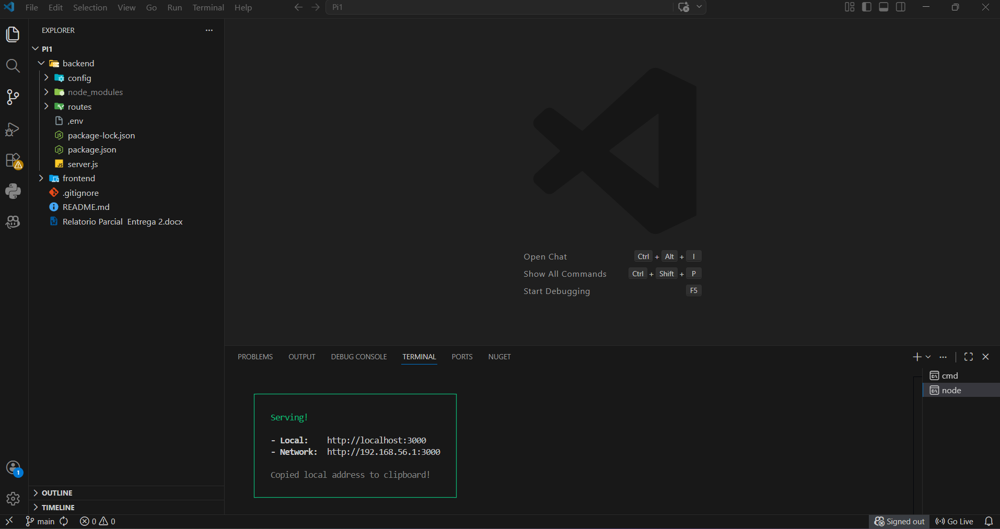 File Edit Selection View Go Run Terminal Help
Pi1
EXPLORER
PI1
backend
config
node_modules
routes
,env
package-lock.json
package.json
server.js
frontend
.gitignore
README.md
Relatorio Parcial  Entrega 2.docx
Open Chat Ctrl + Alt + I
Show All Commands Ctrl + Shift + P
Start Debugging F5
PROBLEMS OUTPUT DEBUG CONSOLE TERMINAL PORTS NUGET
cmd
node
Serving!
- Local: http://localhost:3000
- Network: http://192.168.56.1:3000
Copied local address to clipboard!
1
OUTLINE
TIMELINE
main 0 0 Signed out Go Live